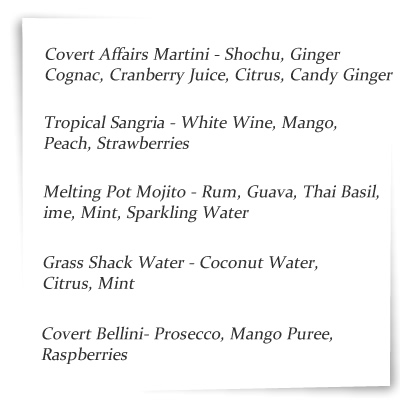 Covert Affairs Martini - Shochu, Ginger
Cognac, Cranberry Juice, Citrus, Candy Ginger
Tropical Sangria - White Wine, Mango,
Peach, Strawberries
Melting Pot Mojito - Rum, Guava, Thai Basil,
ime, Mint, Sparkling Water
Grass Shack Water - Coconut Water,
Citrus, Mint
Covert Bellini- Prosecco, Mango Puree,
Raspberries